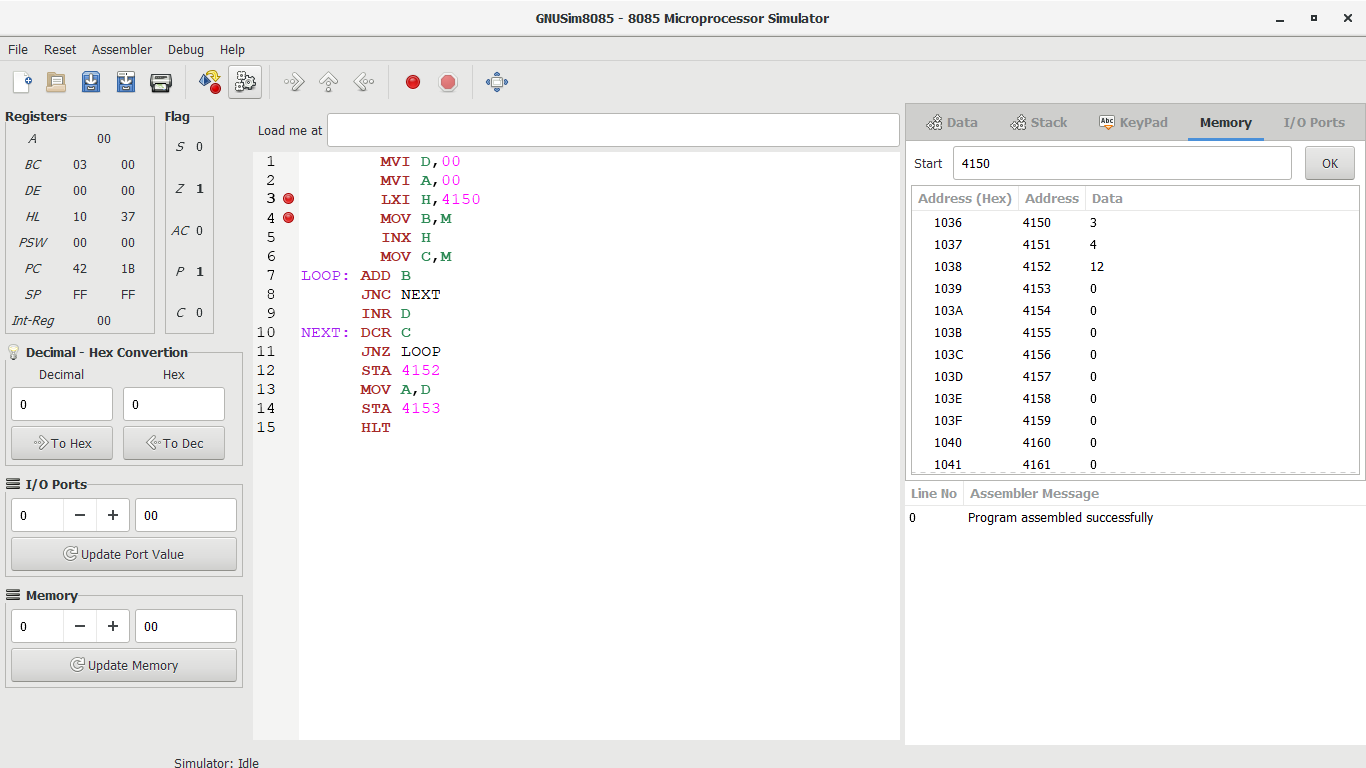 GNUSim8085 - 8085 Microprocessor Simulator
File Reset Assembler Debug Help
Registers
A 00
BC 03 00
DE 00 00
HL 10 37
PSW 00 00
PC 42 1B
SP FF FF
Int-Reg 00
Flag
S 0
Z 1
AC 0
P 1
C 0
Decimal - Hex Convertion
Decimal Hex
0 0
To Hex To Dec
I/O Ports
0 − + 00
Update Port Value
Memory
0 − + 00
Update Memory
Load me at
1 MVI D,00
2 MVI A,00
3 LXI H,4150
4 MOV B,M
5 INX H
6 MOV C,M
7 LOOP: ADD B
8 JNC NEXT
9 INR D
10 NEXT: DCR C
11 JNZ LOOP
12 STA 4152
13 MOV A,D
14 STA 4153
15 HLT
Data Stack Abc KeyPad Memory I/O Ports
Start 4150 OK
Address (Hex) Address Data
1036 4150 3
1037 4151 4
1038 4152 12
1039 4153 0
103A 4154 0
103B 4155 0
103C 4156 0
103D 4157 0
103E 4158 0
103F 4159 0
1040 4160 0
1041 4161 0
Line No Assembler Message
0 Program assembled successfully
Simulator: Idle